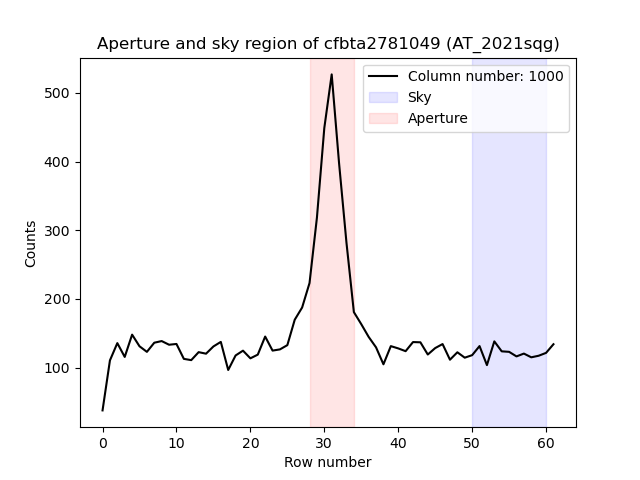 Aperture and sky region of cfbta2781049 (AT_2021sqg)
Column number: 1000
Sky
Aperture
500
400
300
200
100
Counts
0 10 20 30 40 50 60
Row number